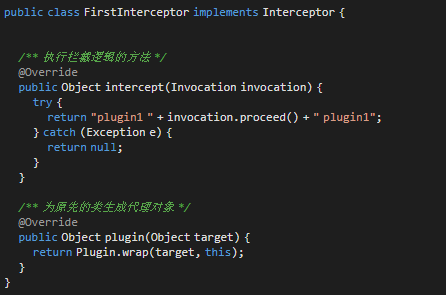 public class FirstInterceptor implements Interceptor {
/** 执行拦截逻辑的方法 */
@Override
public Object intercept(Invocation invocation) {
try {
return "plugin1 " + invocation.proceed() + " plugin1";
} catch (Exception e) {
return null;
}
}
/** 为原先的类生成代理对象 */
@Override
public Object plugin(Object target) {
return Plugin.wrap(target, this);
}
}